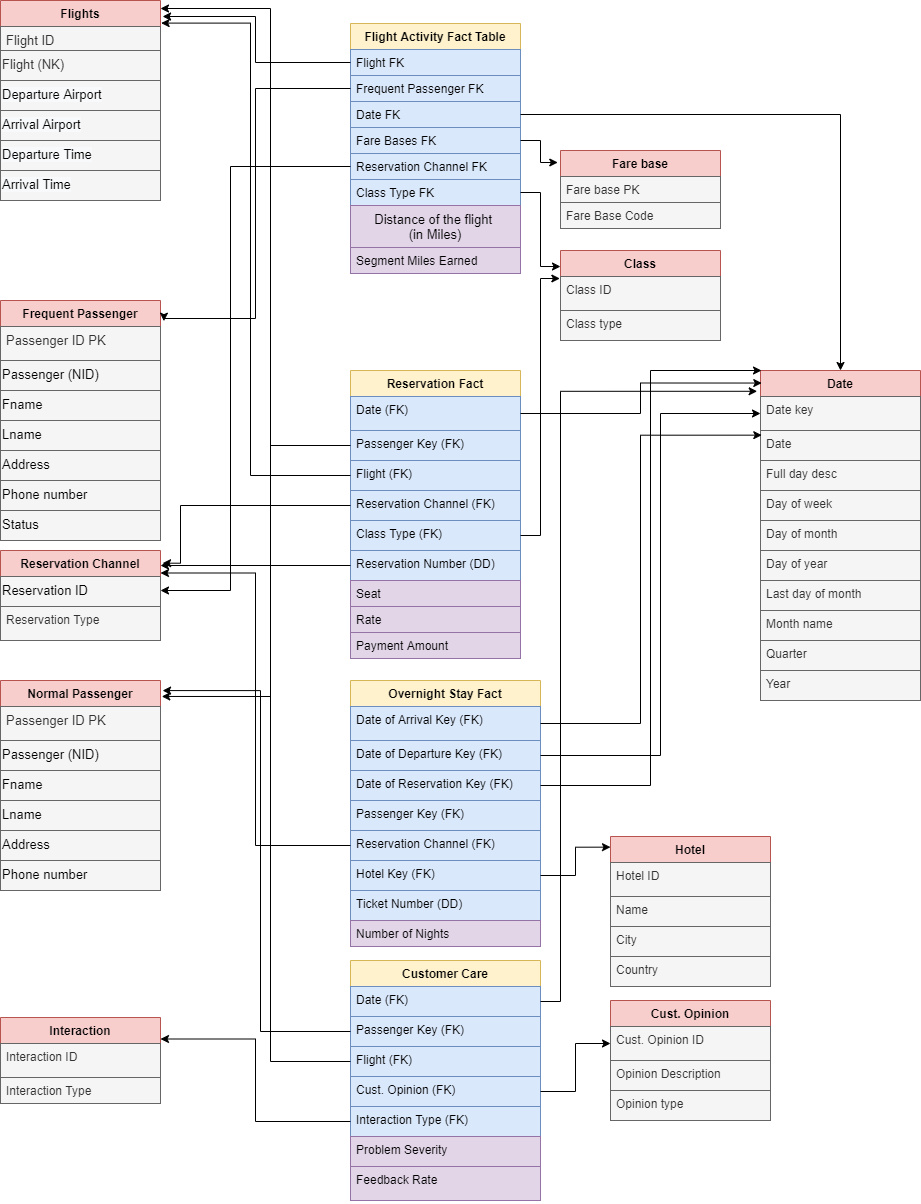 Flights
Flight ID
Flight (NK)
Departure Airport
Arrival Airport
Departure Time
Arrival Time
Flight Activity Fact Table
Flight FK
Frequent Passenger FK
Date FK
Fare Bases FK
Reservation Channel FK
Class Type FK
Distance of the flight
(in Miles)
Segment Miles Earned
Fare base
Fare base PK
Fare Base Code
Class
Class ID
Class type
Frequent Passenger
Passenger ID PK
Passenger (NID)
Fname
Lname
Address
Phone number
Status
Reservation Fact
Date (FK)
Passenger Key (FK)
Flight (FK)
Reservation Channel (FK)
Class Type (FK)
Reservation Number (DD)
Seat
Rate
Payment Amount
Date
Date key
Date
Full day desc
Day of week
Day of month
Day of year
Last day of month
Month name
Quarter
Year
Reservation Channel
Reservation ID
Reservation Type
Normal Passenger
Passenger ID PK
Passenger (NID)
Fname
Lname
Address
Phone number
Overnight Stay Fact
Date of Arrival Key (FK)
Date of Departure Key (FK)
Date of Reservation Key (FK)
Passenger Key (FK)
Reservation Channel (FK)
Hotel Key (FK)
Ticket Number (DD)
Number of Nights
Hotel
Hotel ID
Name
City
Country
Customer Care
Date (FK)
Passenger Key (FK)
Flight (FK)
Cust. Opinion (FK)
Interaction Type (FK)
Problem Severity
Feedback Rate
Cust. Opinion
Cust. Opinion ID
Opinion Description
Opinion type
Interaction
Interaction ID
Interaction Type